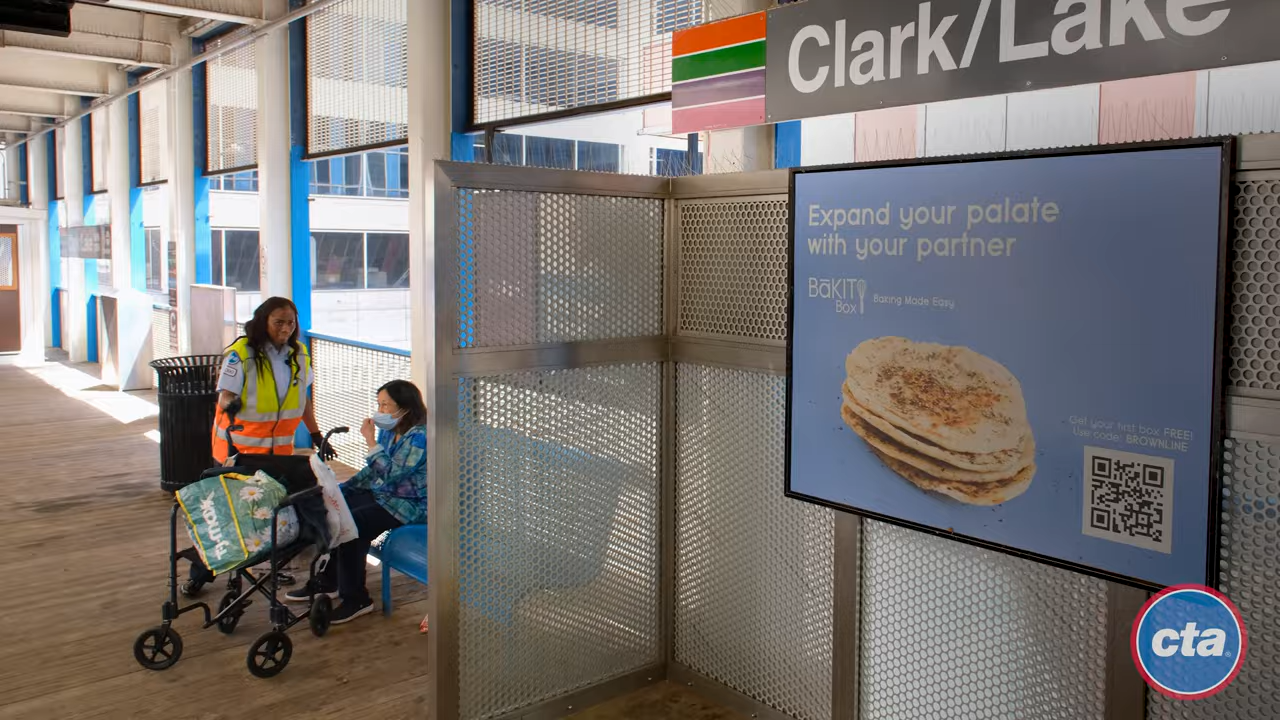 Clark/Lake
Expand your palate
with your partner
BāKIT
Box
Baking Made Easy
Get your first box FREE!
Use code: BROWNLINE
cta